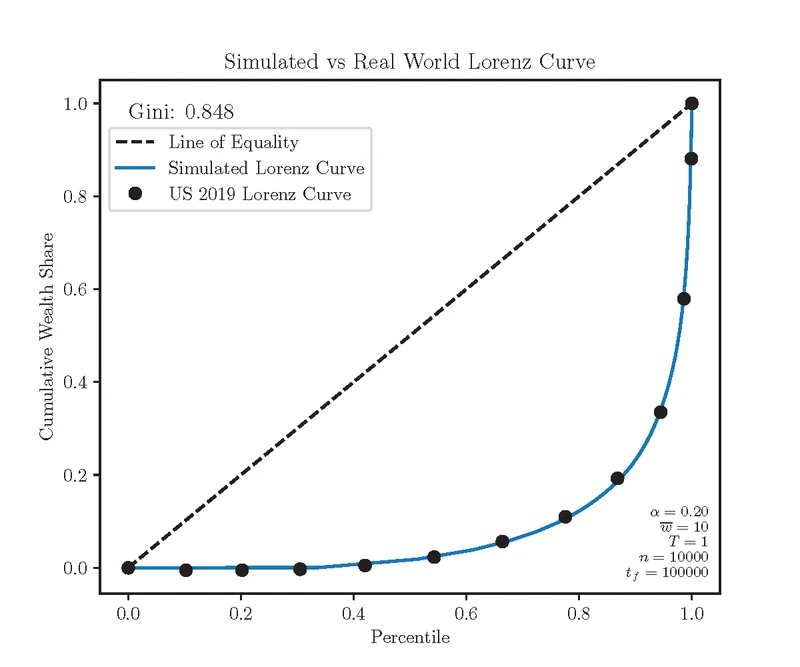 Simulated vs Real World Lorenz Curve
Gini: 0.848
Line of Equality
Simulated Lorenz Curve
US 2019 Lorenz Curve
Cumulative Wealth Share
1.0
0.8
0.6
0.4
0.2
0.0
α = 0.20
w̅ = 10
T = 1
n = 10000
t_f = 100000
0.0 0.2 0.4 0.6 0.8 1.0
Percentile